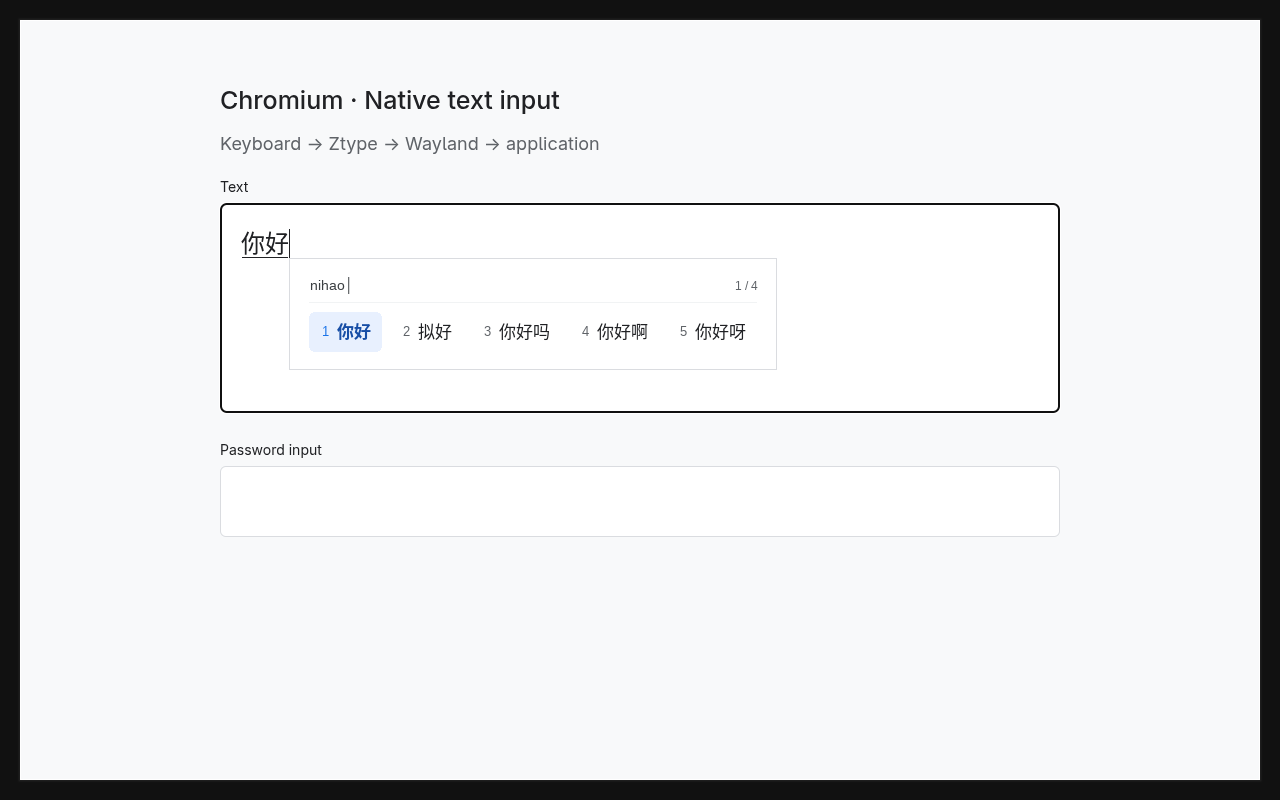 Chromium · Native text input
Keyboard → Ztype → Wayland → application
Text
你好
nihao 1 / 4
1 你好 2 拟好 3 你好吗 4 你好啊 5 你好呀
Password input